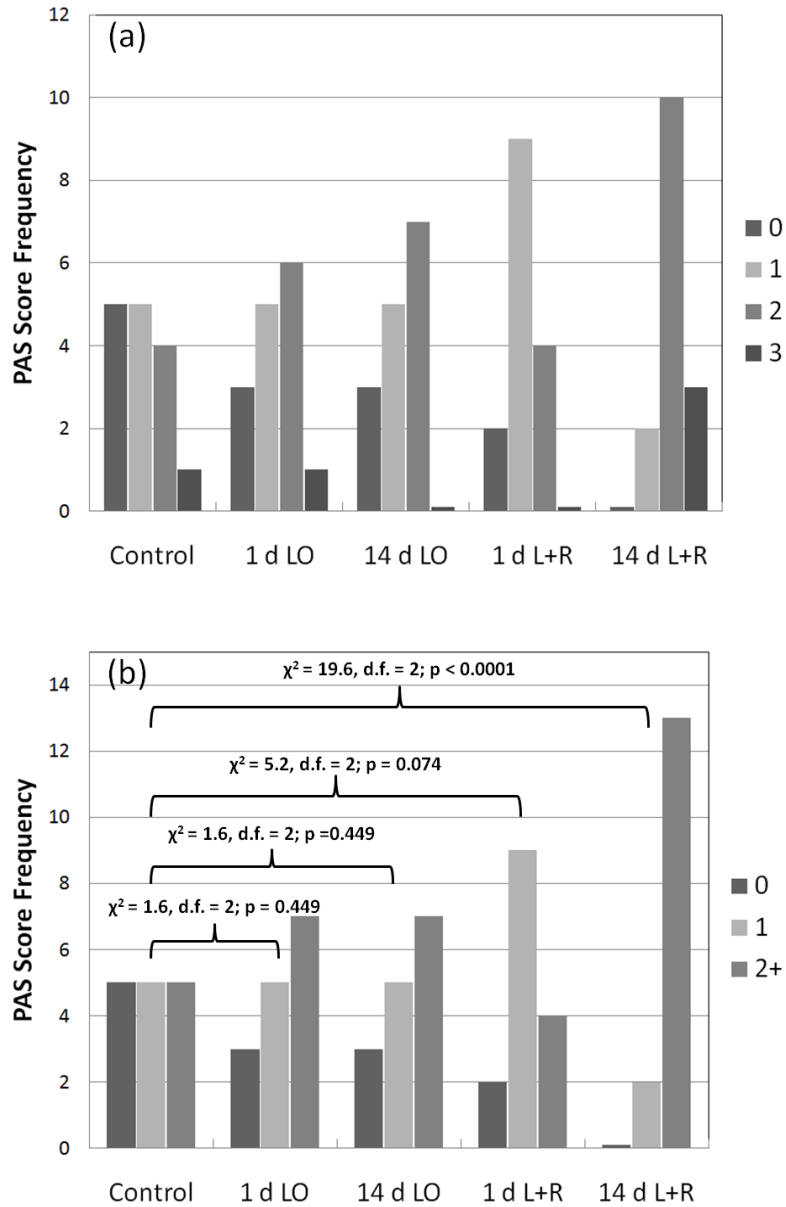 (a)
PAS Score Frequency
12
10
8
6
4
2
0
Control 1 d LO 14 d LO 1 d L+R 14 d L+R
0
1
2
3
(b)
PAS Score Frequency
14
12
10
8
6
4
2
0
χ² = 19.6, d.f. = 2; p < 0.0001
χ² = 5.2, d.f. = 2; p = 0.074
χ² = 1.6, d.f. = 2; p =0.449
χ² = 1.6, d.f. = 2; p = 0.449
Control 1 d LO 14 d LO 1 d L+R 14 d L+R
0
1
2+